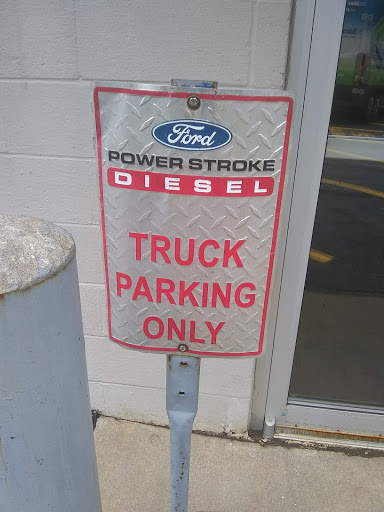 Ford
POWER STROKE
DIESEL
TRUCK
PARKING
ONLY